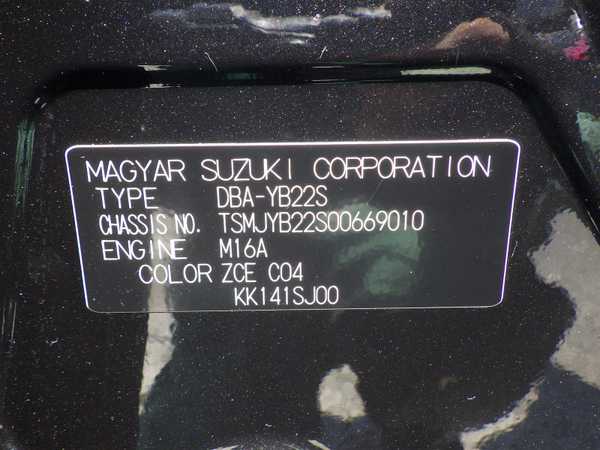 MAGYAR SUZUKI CORPORATION
TYPE DBA-YB22S
CHASSIS NO. TSMJYB22S00669010
ENGINE M16A
COLOR ZCE C04
KK141SJ00